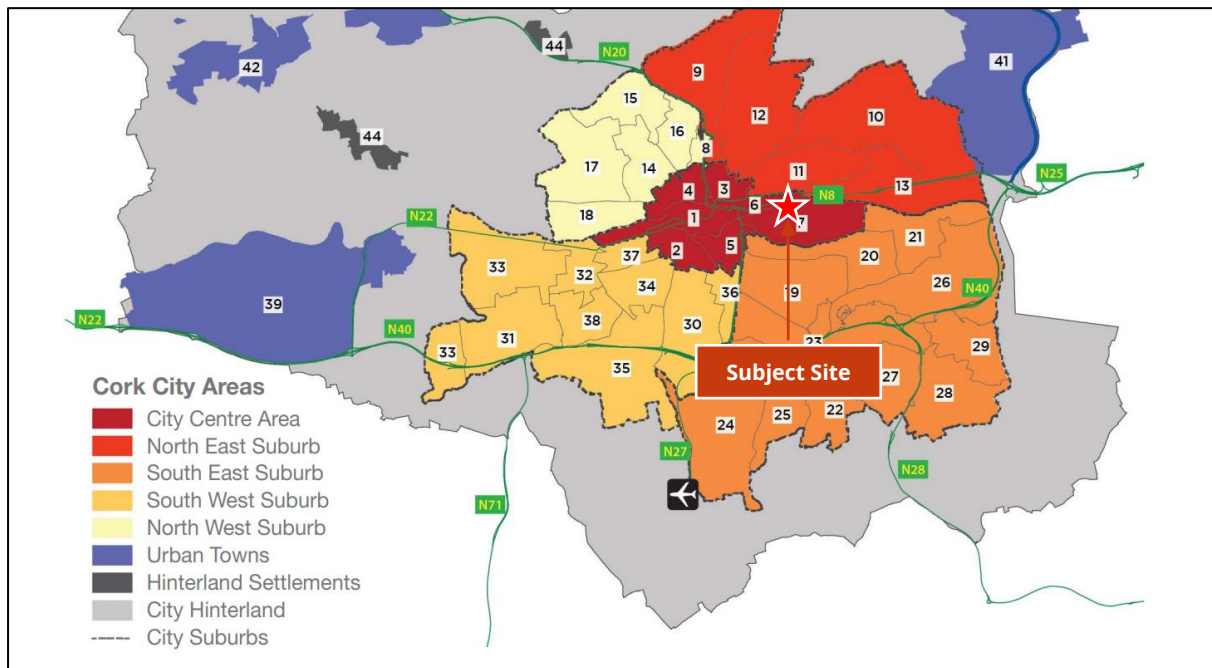 44
N20
42
41
9
15
12
10
16
44
8
N25
17
14
11
4
3
13
N8
6
18
1
7
N22
2
5
21
37
20
33
32
34
36
19
26
N40
39
N22
N40
38
30
31
23
33
29
35
Subject Site
27
28
Cork City Areas
City Centre Area
22
25
24
North East Suburb
South East Suburb
N27
N28
South West Suburb
N71
North West Suburb
Urban Towns
Hinterland Settlements
City Hinterland
City Suburbs